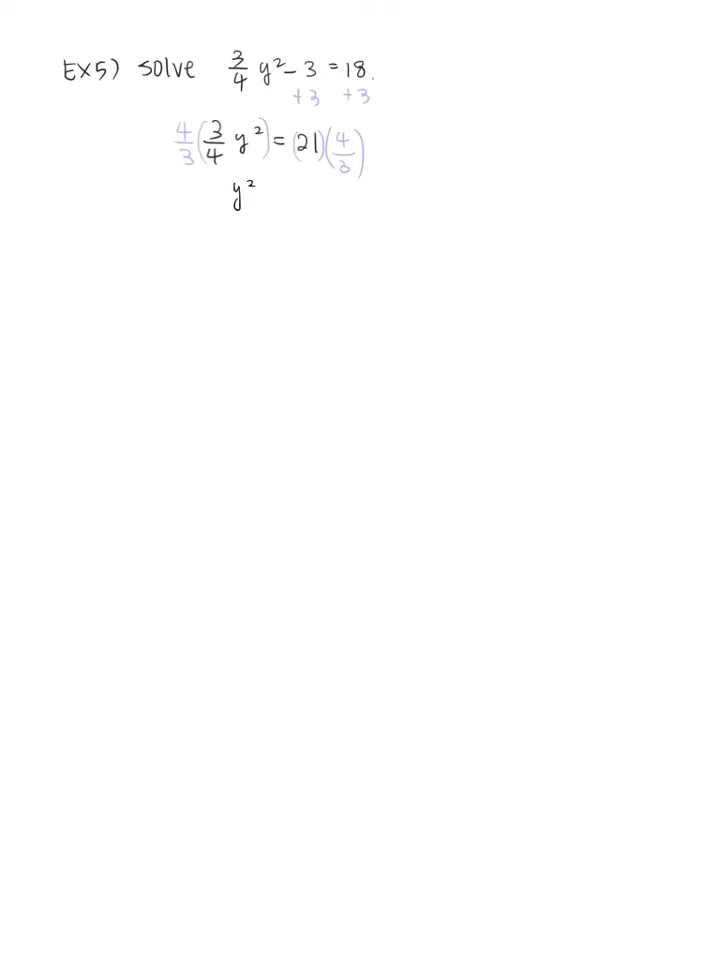 EX5) solve 3/4 y² - 3 = 18.
+3 +3
4/3 (3/4 y²) = (21)(4/3)
y²